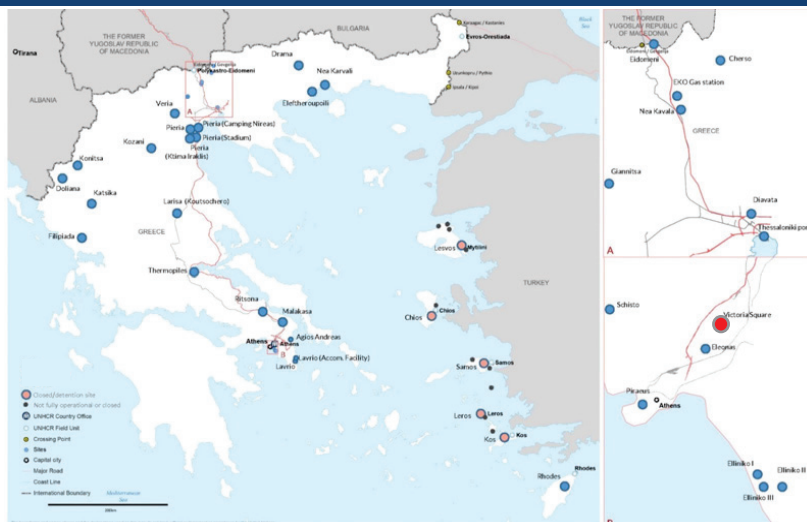 THE FORMER
YUGOSLAV REPUBLIC
OF MACEDONIA
BULGARIA
Black
Sea
Tirana
ALBANIA
Polykastro-Eidomeni
Evros-Orestiada
Drama
Nea Karvali
Eleftheroupoli
A
Veria
Pieria
Pieria (Camping Nireas)
Pieria (Stadium)
Pieria
(Ktima Iraklis)
Kozani
Konitsa
Doliana
Katsika
Larisa (Koutsochero)
GREECE
Filipiada
Thermopiles
Ritsona
Malakasa
Agios Andreas
Athens
Athens
B
Lavrio (Accom. Facility)
Lavrio
Lesvos
Mytilini
TURKEY
Chios
Chios
Samos
Samos
Leros
Leros
Kos
Kos
Rhodes
Rhodes
Closed/detention site
Not fully operational or closed
UNHCR Country Office
UNHCR Field Unit
Crossing Point
Sites
Capital city
Major Road
Coast Line
International Boundary
Mediterranean
Sea
THE FORMER
YUGOSLAV REPUBLIC
OF MACEDONIA
Eidomeni
Cherso
EKO Gas station
Nea Kavala
GREECE
Giannitsa
Diavata
Thessaloniki port
A
Schisto
Victoria Square
Eleonas
Piraeus
Athens
Elliniko I
Elliniko II
Elliniko III